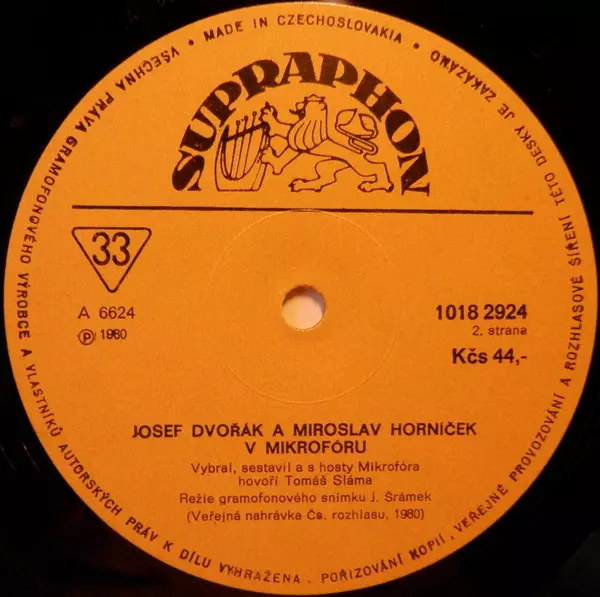 SUPRAPHON
33
A 6624
Ⓟ 1980
1018 2924
2. strana
Kčs 44,-
JOSEF DVOŘÁK A MIROSLAV HORNÍČEK
V MIKROFÓRU
Vybral, sestavil a s hosty Mikrofóra
hovoří Tomáš Sláma
Režie gramofonového snímku J. Šrámek
(Veřejná nahrávka Čs. rozhlasu, 1980)
• MADE IN CZECHOSLOVAKIA • VŠECHNA PRÁVA GRAMOFONOVÉHO VÝROBCE A VLASTNÍKŮ AUTORSKÝCH PRÁV K DÍLU VYHRAŽENA. POŘIZOVÁNÍ KOPIÍ, VEŘEJNÉ PROVOZOVÁNÍ A ROZHLASOVÉ ŠÍŘENÍ TÉTO DESKY JE ZAKÁZÁNO